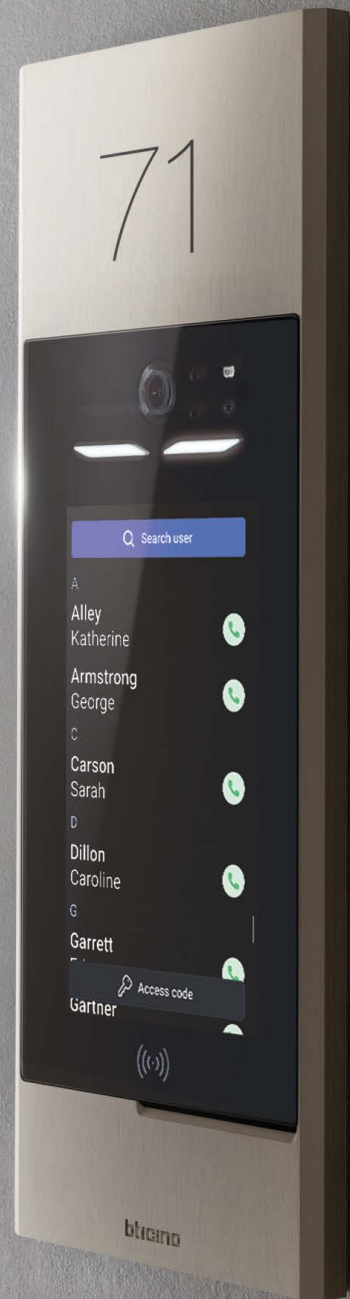 71
Search user
A
Alley
Katherine
Armstrong
George
C
Carson
Sarah
D
Dillon
Caroline
G
Garrett
Access code
Gartner
bticino